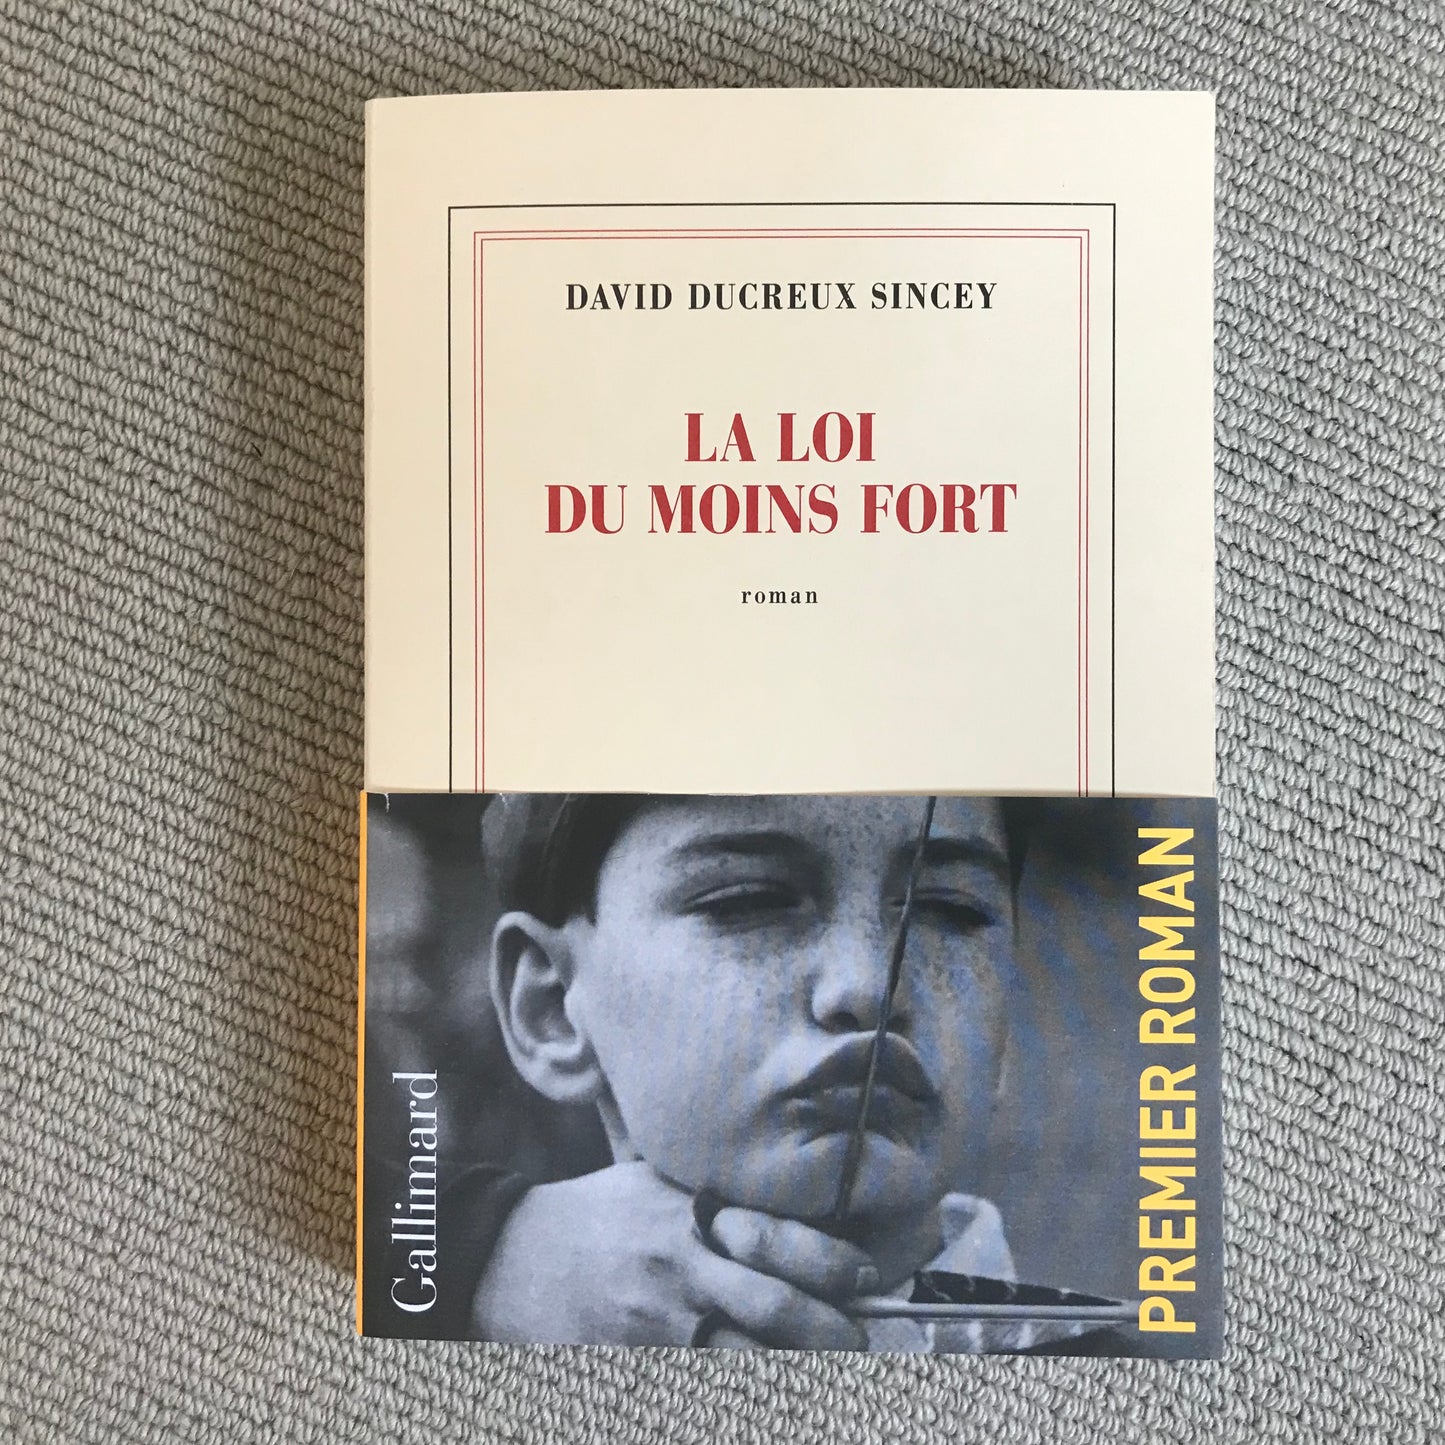 DAVID DUCREUX SINCEY
LA LOI
DU MOINS FORT
roman
Gallimard
PREMIER ROMAN